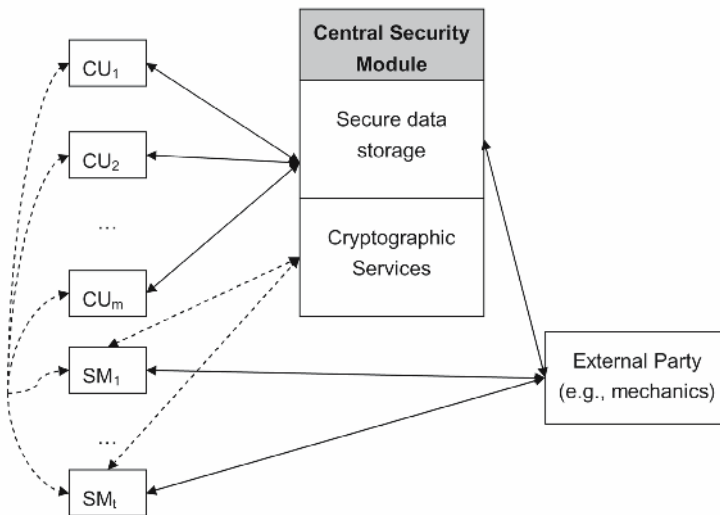 CU₁
CU₂
...
CUₘ
SM₁
...
SMₜ
Central Security
Module
Secure data
storage
Cryptographic
Services
External Party
(e.g., mechanics)